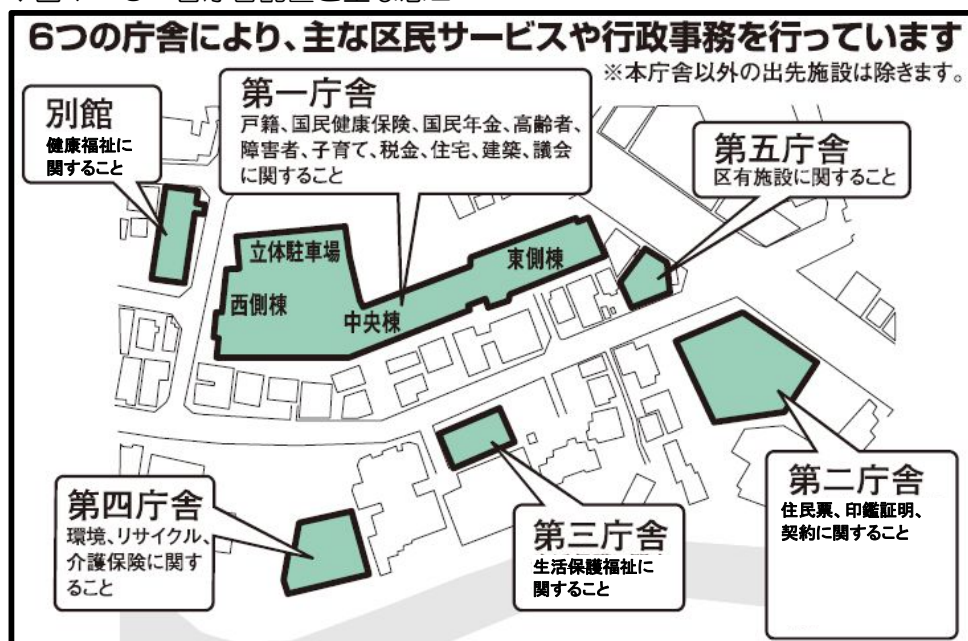 6つの庁舎により、主な区民サービスや行政事務を行っています
※本庁舎以外の出先施設は除きます。
別館
健康福祉に
関すること
第一庁舎
戸籍、国民健康保険、国民年金、高齢者、
障害者、子育て、税金、住宅、建築、議会
に関すること
第五庁舎
区有施設に関すること
立体駐車場
東側棟
西側棟
中央棟
第四庁舎
環境、リサイクル、
介護保険に関す
ること
第三庁舎
生活保護福祉に
関すること
第二庁舎
住民票、印鑑証明、
契約に関すること